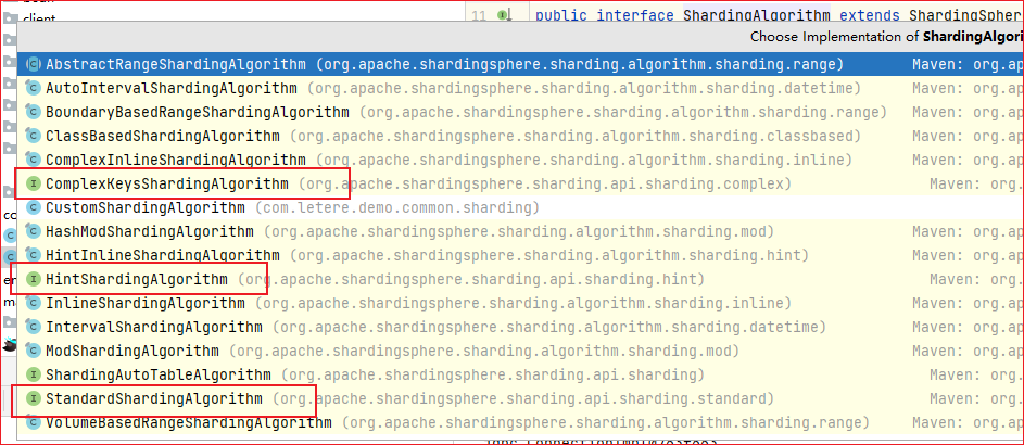 client
11 public interface ShardingAlgorithm extends ShardingSpher
Choose Implementation of ShardingAlgori
AbstractRangeShardingAlgorithm (org.apache.shardingsphere.sharding.algorithm.sharding.range) Maven: org.ap
AutoIntervalShardingAlgorithm (org.apache.shardingsphere.sharding.algorithm.sharding.datetime) Maven: org.ap
BoundaryBasedRangeShardingAlgorithm (org.apache.shardingsphere.sharding.algorithm.sharding.range) Maven: org.ap
ClassBasedShardingAlgorithm (org.apache.shardingsphere.sharding.algorithm.sharding.classbased) Maven: org.ap
ComplexInlineShardingAlgorithm (org.apache.shardingsphere.sharding.algorithm.sharding.inline) Maven: org.ap
ComplexKeysShardingAlgorithm (org.apache.shardingsphere.sharding.api.sharding.complex) Maven: org.
co CustomShardingAlgorithm (com.letere.demo.common.sharding)
HashModShardingAlgorithm (org.apache.shardingsphere.sharding.algorithm.sharding.mod) Maven: org.ap
HintInlineShardingAlgorithm (org.apache.shardingsphere.sharding.algorithm.sharding.hint) Maven: org.ap
er HintShardingAlgorithm (org.apache.shardingsphere.sharding.api.sharding.hint) Maven: org.
ma InlineShardingAlgorithm (org.apache.shardingsphere.sharding.algorithm.sharding.inline) Maven: org.ap
IntervalShardingAlgorithm (org.apache.shardingsphere.sharding.algorithm.sharding.datetime) Maven: org.ap
ModShardingAlgorithm (org.apache.shardingsphere.sharding.algorithm.sharding.mod) Maven: org.ap
ShardingAutoTableAlgorithm (org.apache.shardingsphere.sharding.api.sharding) Maven: org.
StandardShardingAlgorithm (org.apache.shardingsphere.sharding.api.sharding.standard) Maven: org.
VolumeBasedRangeShardingAlgorithm (org.apache.shardingsphere.sharding.algorithm.sharding.range) Maven: org.ap